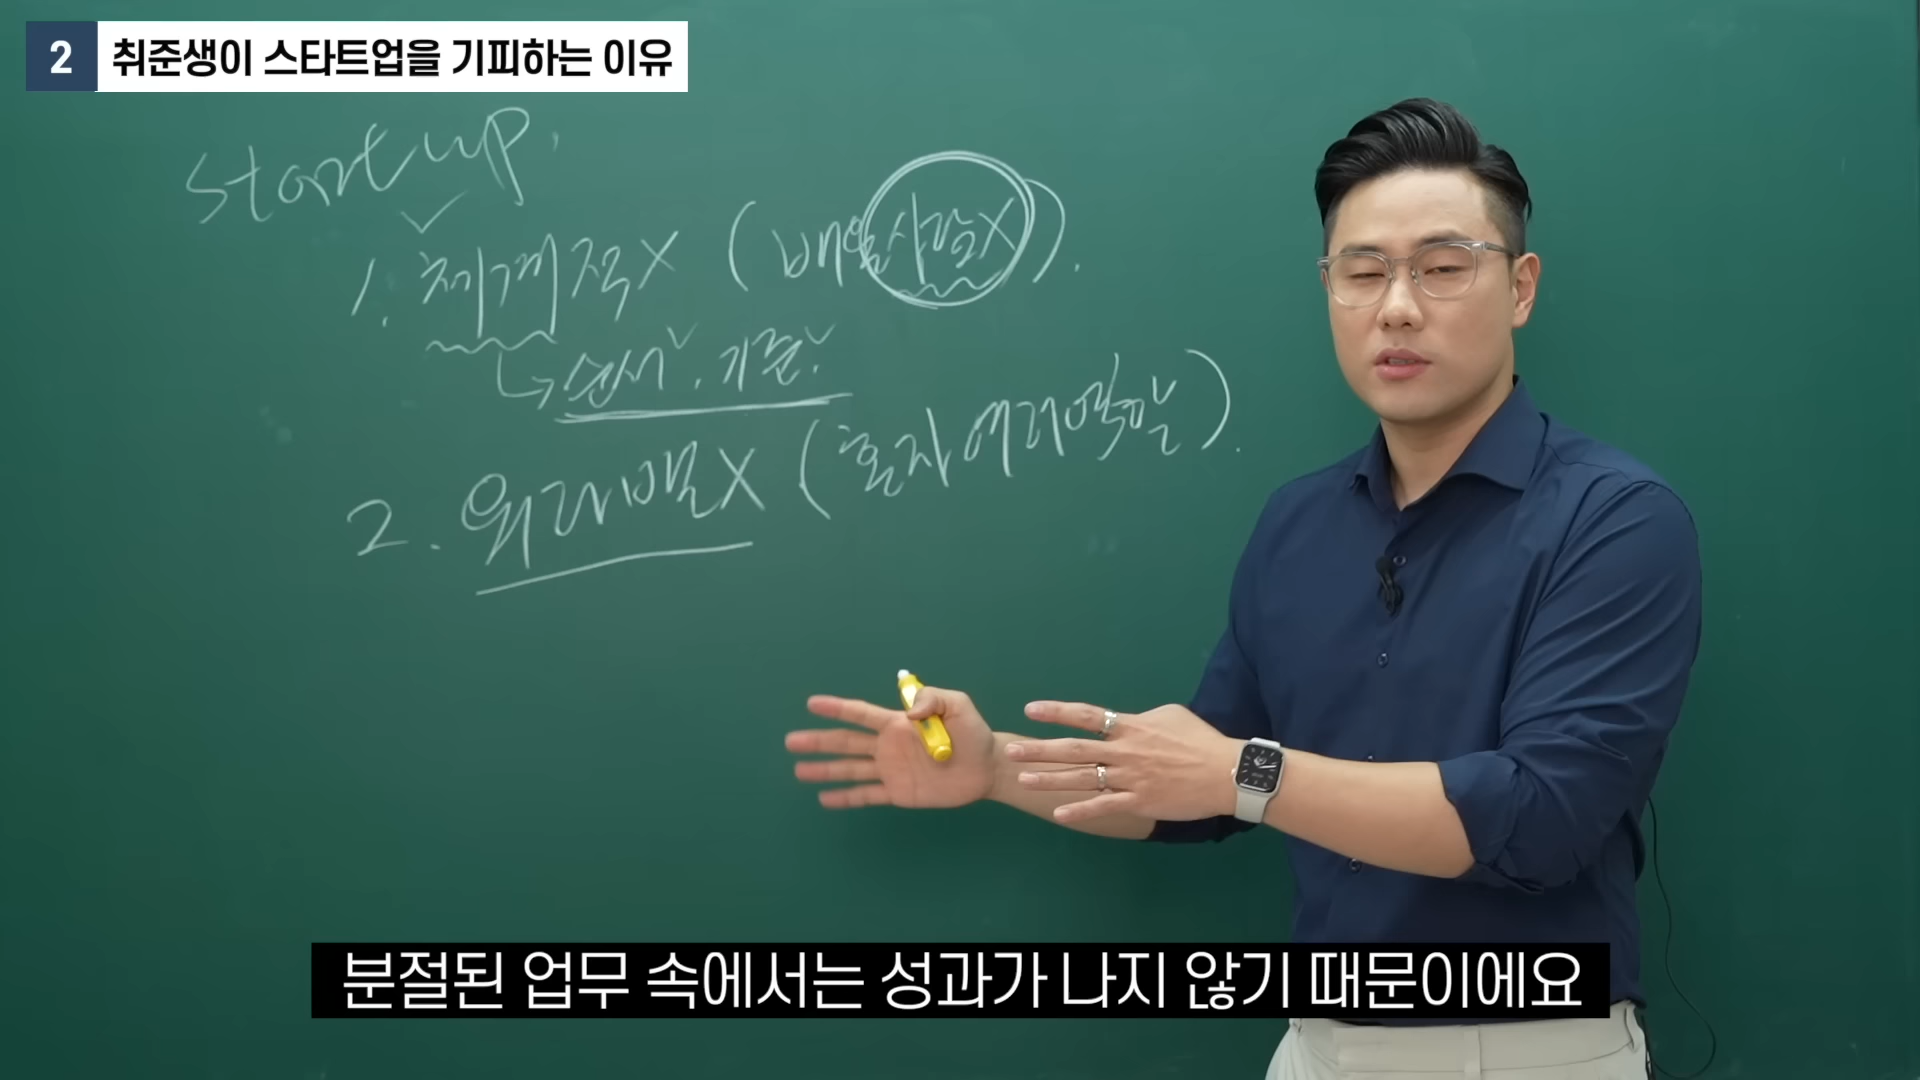 2 취준생이 스타트업을 기피하는 이유
Startup.
1. 체계적X (배울사람X).
↳순서. 기준.
2. 워라밸X (혼자여러역할).
분절된 업무 속에서는 성과가 나지 않기 때문이에요